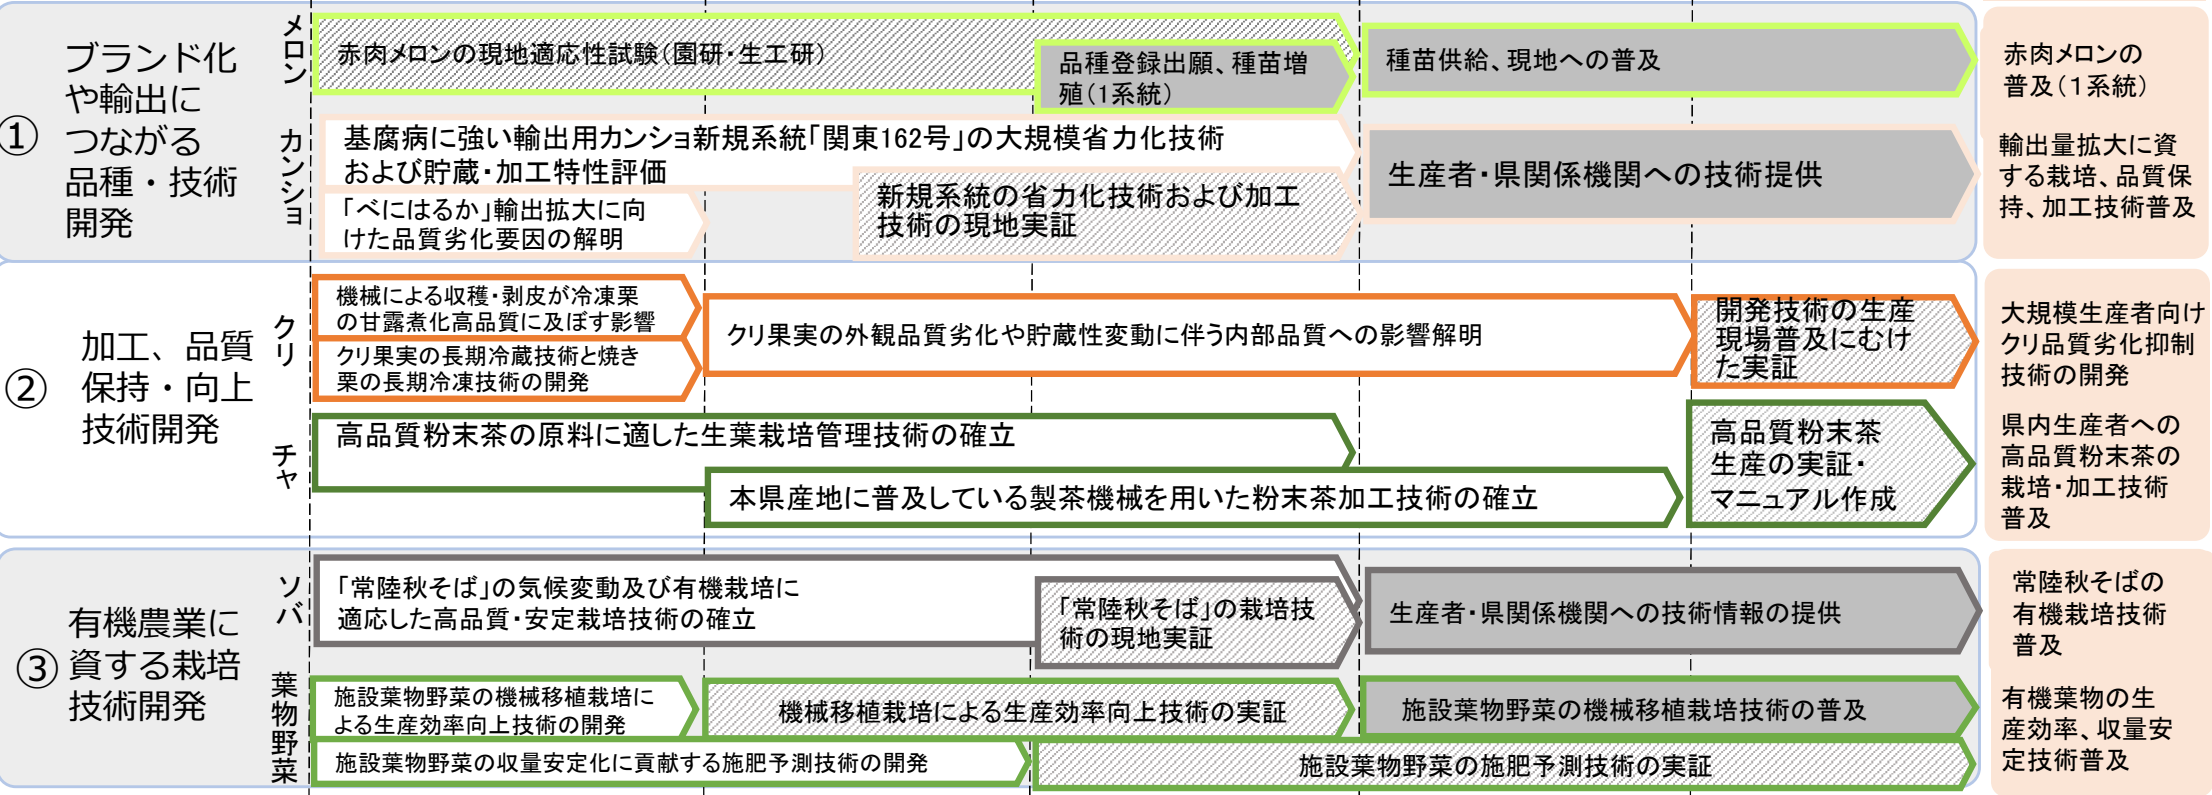 ①
ブランド化
や輸出に
つながる
品種・技術
開発
メロン
赤肉メロンの現地適応性試験（園研・生工研）
品種登録出願、種苗増
殖（1系統）
種苗供給、現地への普及
赤肉メロンの
普及（１系統）
カンショ
基腐病に強い輸出用カンショ新規系統「関東162号」の大規模省力化技術
および貯蔵・加工特性評価
「べにはるか」輸出拡大に向
けた品質劣化要因の解明
新規系統の省力化技術および加工
技術の現地実証
生産者・県関係機関への技術提供
輸出量拡大に資
する栽培、品質保
持、加工技術普及
②
加工、品質
保持・向上
技術開発
クリ
機械による収穫・剥皮が冷凍栗
の甘露煮化高品質に及ぼす影響
クリ果実の長期冷蔵技術と焼き
栗の長期冷凍技術の開発
クリ果実の外観品質劣化や貯蔵性変動に伴う内部品質への影響解明
開発技術の生産
現場普及にむけ
た実証
大規模生産者向け
クリ品質劣化抑制
技術の開発
チャ
高品質粉末茶の原料に適した生葉栽培管理技術の確立
本県産地に普及している製茶機械を用いた粉末茶加工技術の確立
高品質粉末茶
生産の実証・
マニュアル作成
県内生産者への
高品質粉末茶の
栽培・加工技術
普及
③
有機農業に
資する栽培
技術開発
ソバ
「常陸秋そば」の気候変動及び有機栽培に
適応した高品質・安定栽培技術の確立
「常陸秋そば」の栽培技
術の現地実証
生産者・県関係機関への技術情報の提供
常陸秋そばの
有機栽培技術
普及
葉物野菜
施設葉物野菜の機械移植栽培に
よる生産効率向上技術の開発
機械移植栽培による生産効率向上技術の実証
施設葉物野菜の機械移植栽培技術の普及
施設葉物野菜の収量安定化に貢献する施肥予測技術の開発
施設葉物野菜の施肥予測技術の実証
有機葉物の生
産効率、収量安
定技術普及